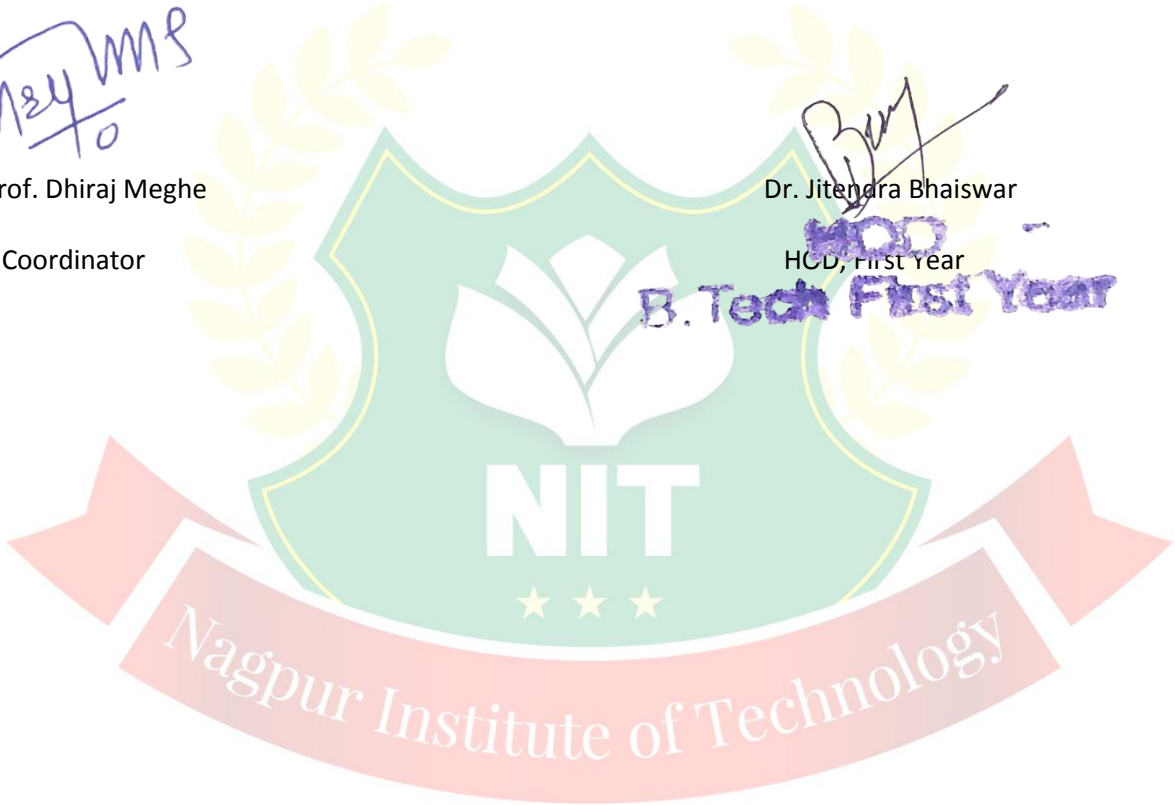 rof. Dhiraj Meghe
Dr. Jitendra Bhaiswar
Coordinator
HOD, First Year
HOD
B.Tech First Year
NIT
Nagpur Institute of Technology